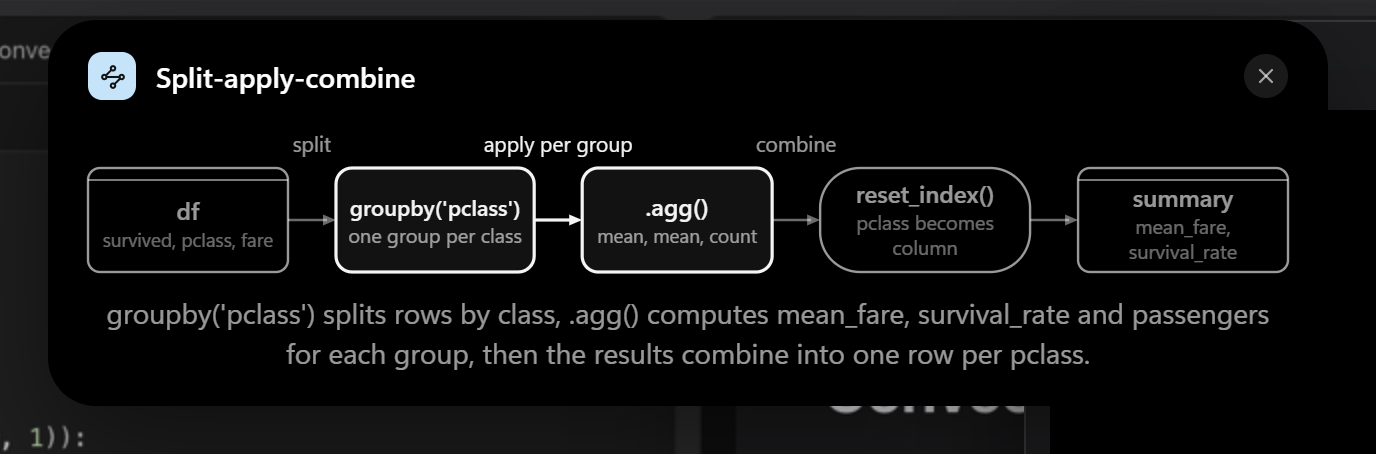 onve
Split-apply-combine
split
apply per group
combine
df
survived, pclass, fare
groupby('pclass')
one group per class
.agg()
mean, mean, count
reset_index()
pclass becomes
column
summary
mean_fare,
survival_rate
groupby('pclass') splits rows by class, .agg() computes mean_fare, survival_rate and passengers
for each group, then the results combine into one row per pclass.
, 1)):